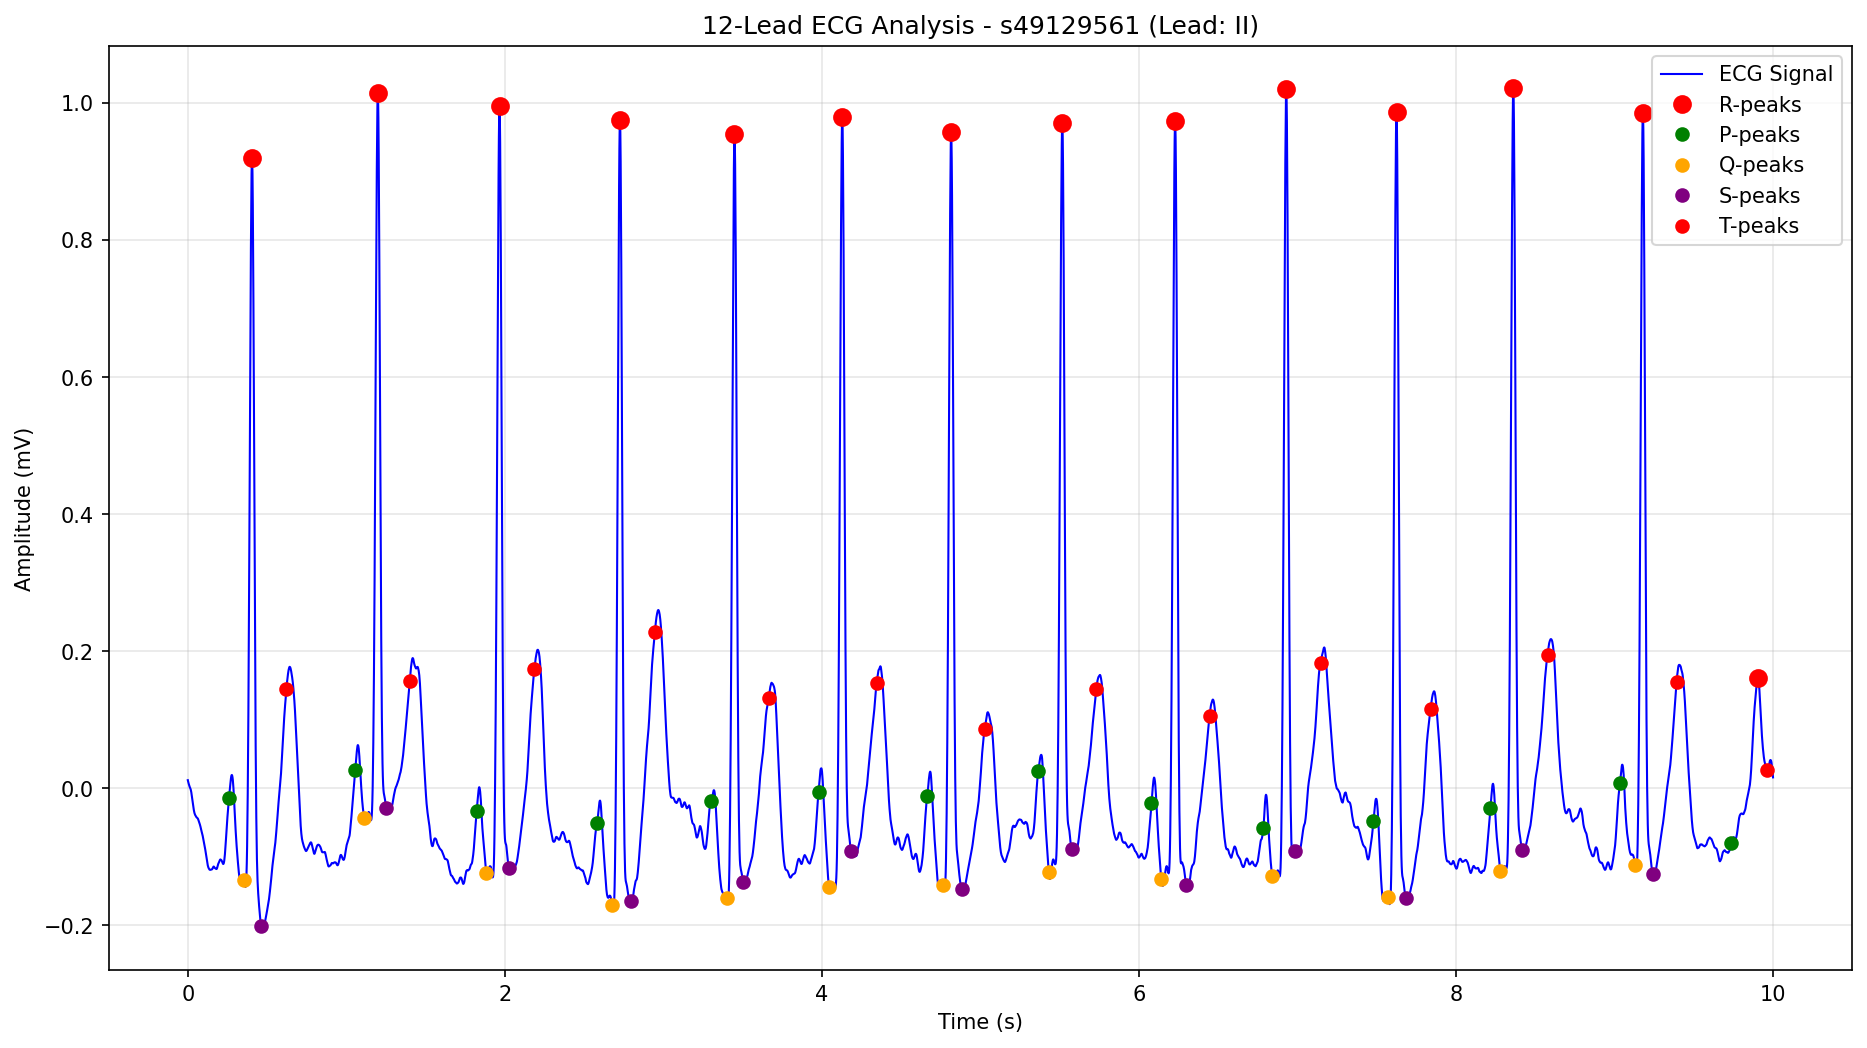 12-Lead ECG Analysis - s49129561 (Lead: II)
ECG Signal
R-peaks
P-peaks
Q-peaks
S-peaks
T-peaks
Amplitude (mV)
1.0
0.8
0.6
0.4
0.2
0.0
−0.2
0 2 4 6 8 10
Time (s)